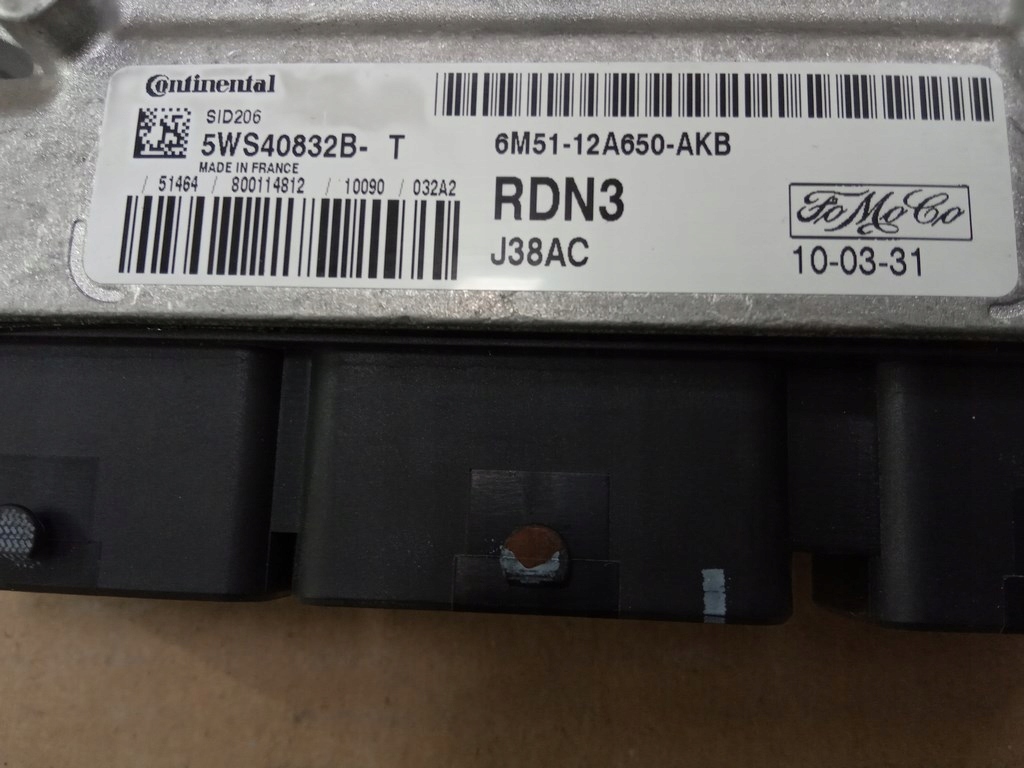 Continental
SID206
5WS40832B- T
MADE IN FRANCE
/ 51464 / 800114812 / 10090 / 032A2
6M51-12A650-AKB
RDN3
J38AC
FoMoCo
10-03-31